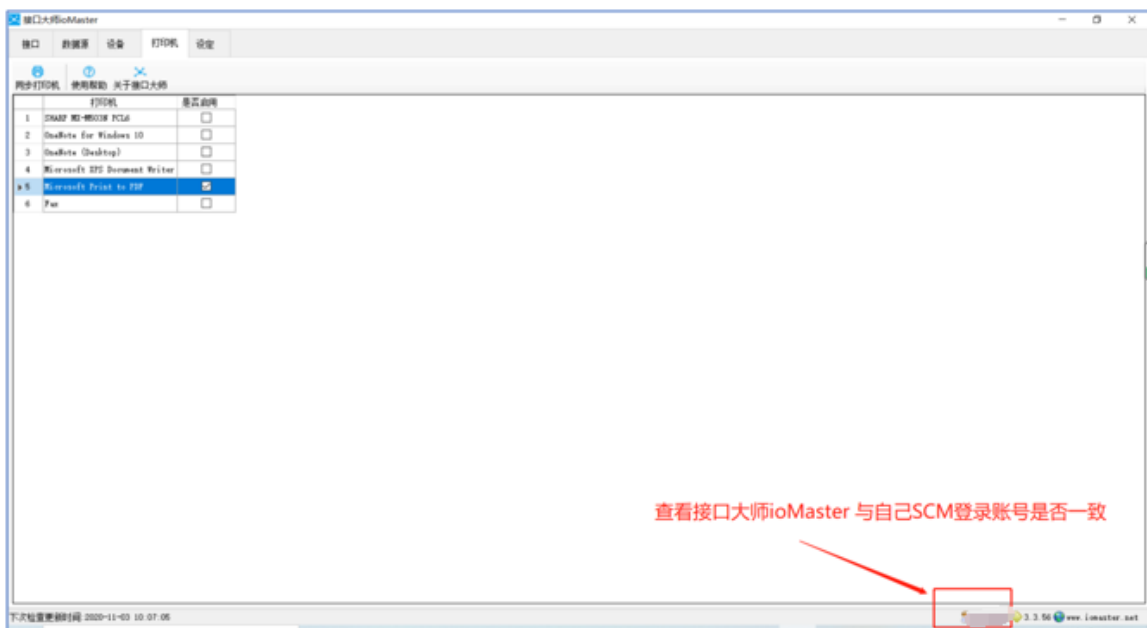 接口大师ioMaster
接口 数据源 设备 打印机 设定
同步打印机 使用帮助 关于接口大师
打印机 是否启用
1 SHARP MX-M503N PCL6
2 OneNote for Windows 10
3 OneNote (Desktop)
4 Microsoft XPS Document Writer
5 Microsoft Print to PDF
6 Fax
查看接口大师ioMaster 与自己SCM登录账号是否一致
下次检查更新时间 2020-11-03 10:07:05 3.3.56 www.iomaster.net